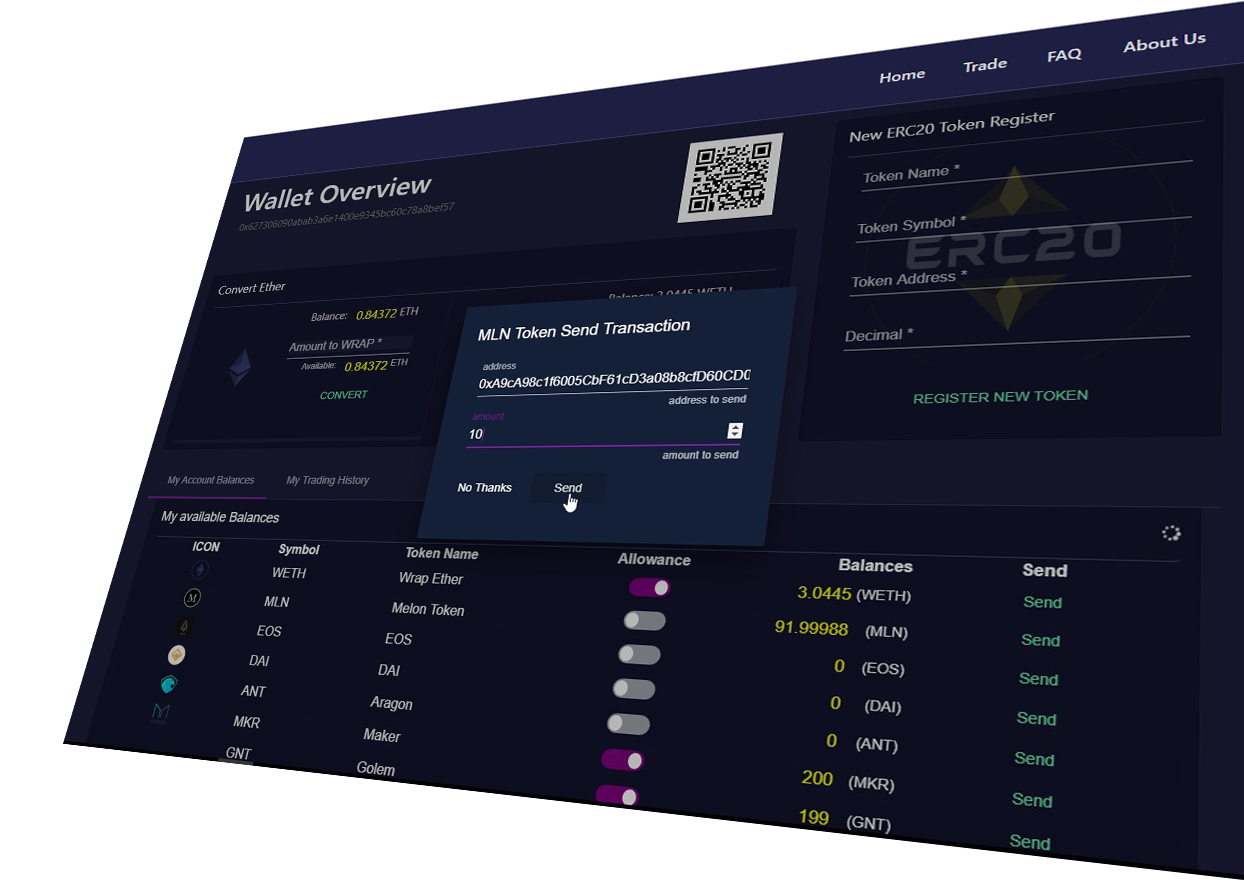 Home Trade FAQ About Us
Wallet Overview
0x627306090abab3a6e1400e9345bc60c78a8bef57
New ERC20 Token Register
Token Name *
Token Symbol *
ERC20
Token Address *
Decimal *
REGISTER NEW TOKEN
Convert Ether
Balance: 0.84372 ETH
Amount to WRAP *
Available: 0.84372 ETH
CONVERT
Balance: 3.0445 WETH
MLN Token Send Transaction
address
0xA9cA98c1f6005CbF61cD3a08b8cfD60CD0
address to send
amount
10
amount to send
No Thanks Send
My Account Balances My Trading History
My available Balances
ICON Symbol Token Name Allowance Balances Send
WETH Wrap Ether 3.0445 (WETH) Send
M MLN Melon Token 91.99988 (MLN) Send
EOS EOS 0 (EOS) Send
DAI DAI 0 (DAI) Send
ANT Aragon 0 (ANT) Send
MKR Maker 200 (MKR) Send
GNT Golem 199 (GNT) Send